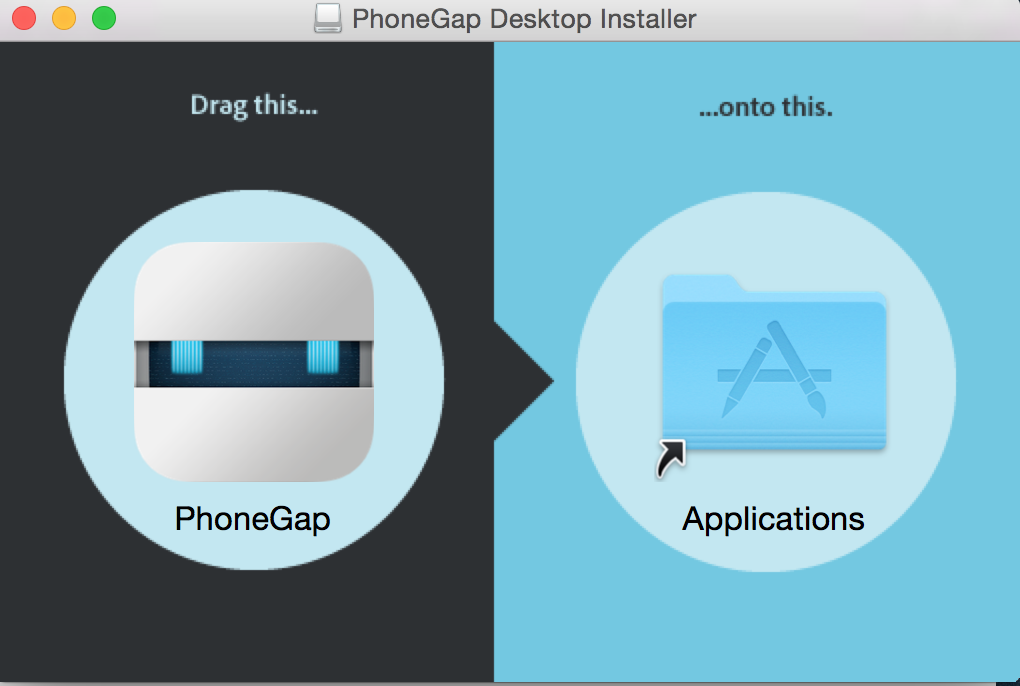 PhoneGap Desktop Installer
Drag this...
...onto this.
PhoneGap
Applications